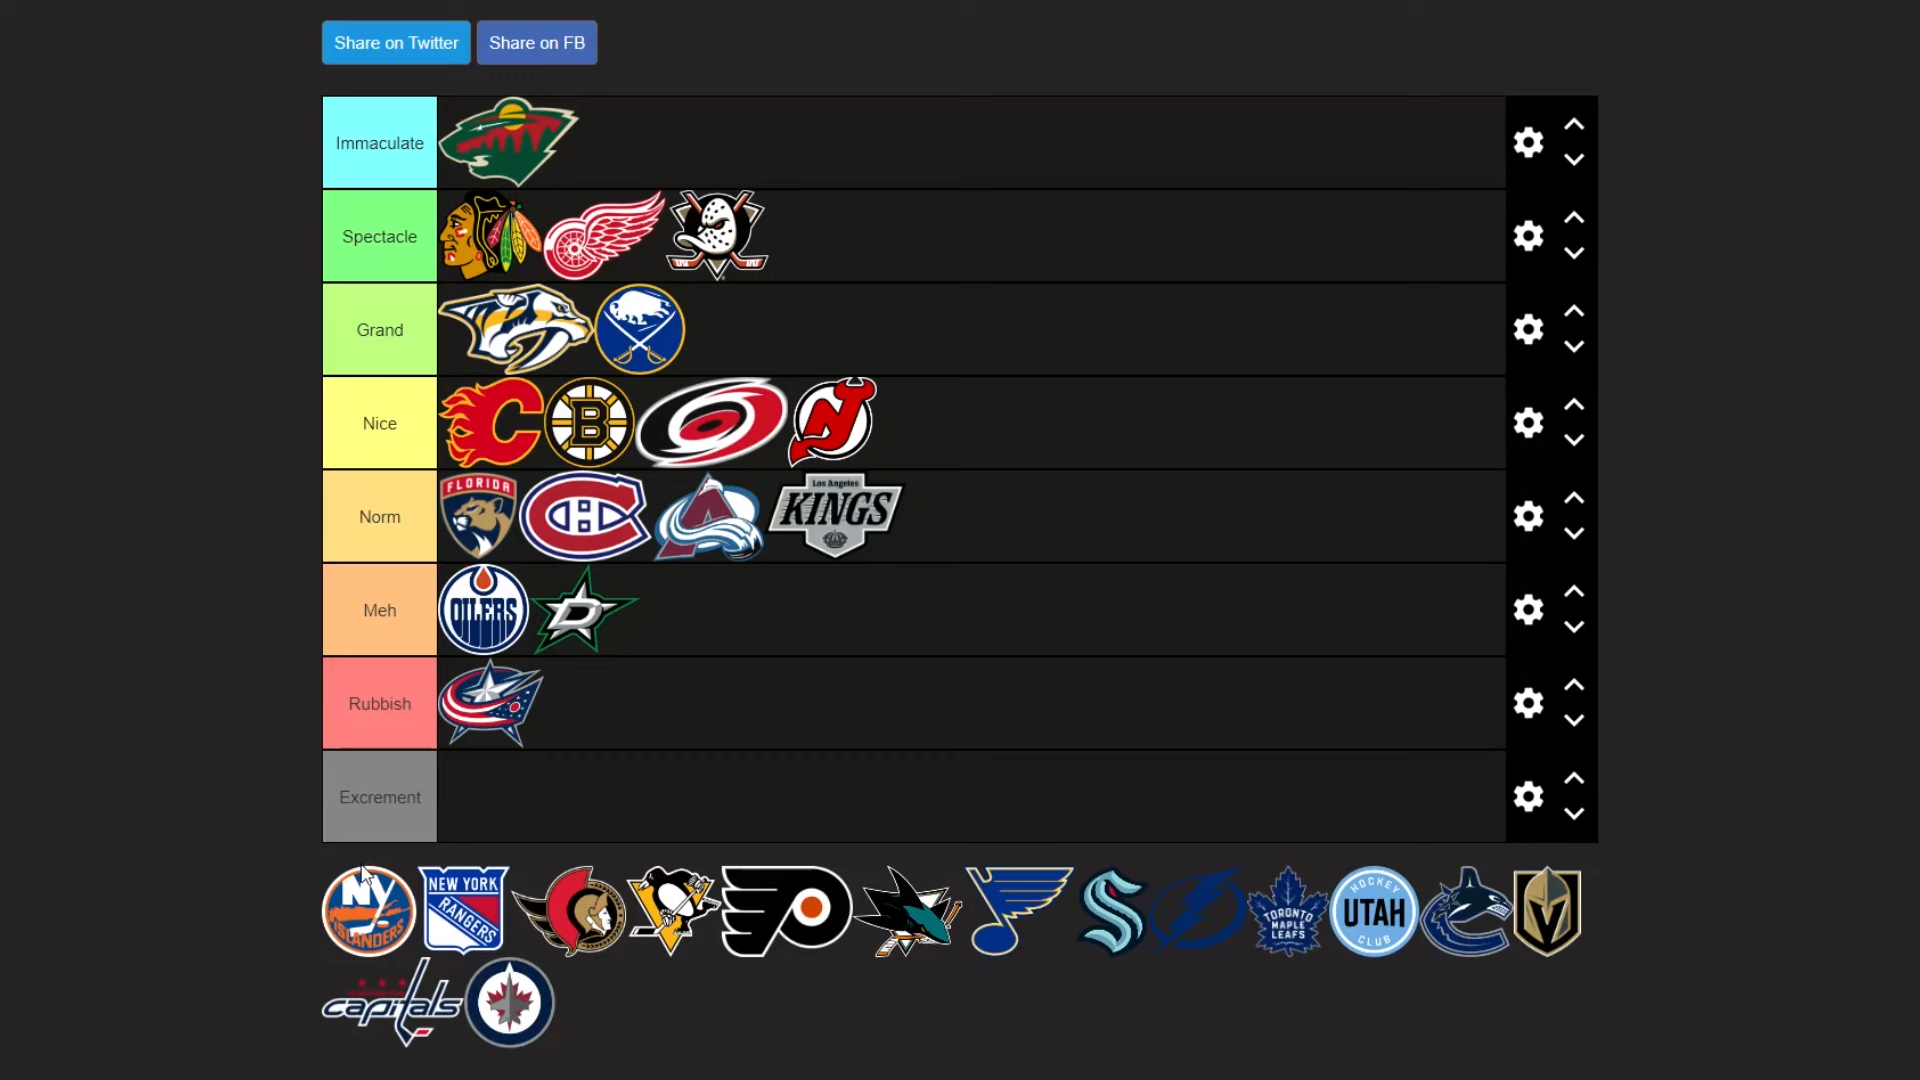 Share on Twitter Share on FB
Immaculate
Spectacle
Grand
Nice
B
Norm
FLORIDA
Los Angeles
KINGS
Meh
OILERS
D
Rubbish
Excrement
NY
ISLANDERS
NEW YORK
RANGERS
TORONTO
MAPLE
LEAFS
HOCKEY
UTAH
CLUB
capitals